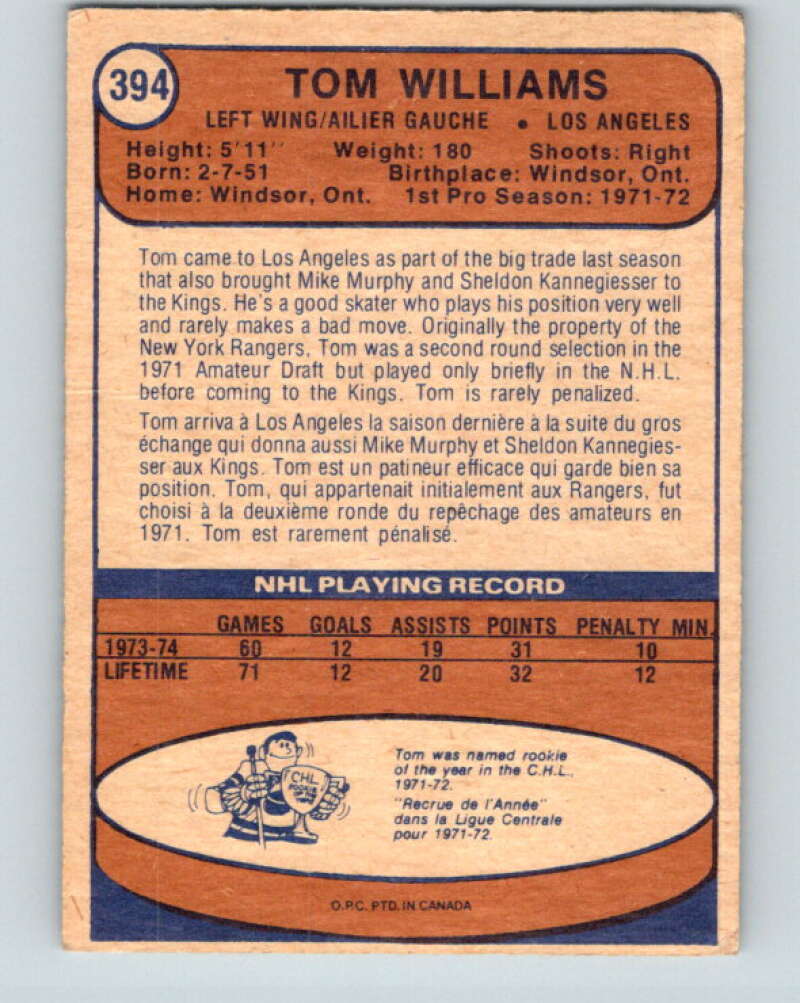 394
TOM WILLIAMS
LEFT WING/AILIER GAUCHE • LOS ANGELES
Height: 5'11" Weight: 180 Shoots: Right
Born: 2-7-51 Birthplace: Windsor, Ont.
Home: Windsor, Ont. 1st Pro Season: 1971-72
Tom came to Los Angeles as part of the big trade last season
that also brought Mike Murphy and Sheldon Kannegiesser to
the Kings. He's a good skater who plays his position very well
and rarely makes a bad move. Originally the property of the
New York Rangers, Tom was a second round selection in the
1971 Amateur Draft but played only briefly in the N.H.L.
before coming to the Kings. Tom is rarely penalized.
Tom arriva à Los Angeles la saison dernière à la suite du gros
échange qui donna aussi Mike Murphy et Sheldon Kannegies-
ser aux Kings. Tom est un patineur efficace qui garde bien sa
position. Tom, qui appartenait initialement aux Rangers, fut
choisi à la deuxième ronde du repêchage des amateurs en
1971. Tom est rarement pénalisé.
NHL PLAYING RECORD
GAMES GOALS ASSISTS POINTS PENALTY MIN.
1973-74 60 12 19 31 10
LIFETIME 71 12 20 32 12
CHL
ROOKIE
OF THE
YEAR
Tom was named rookie
of the year in the C.H.L.,
1971-72.
"Recrue de l'Année"
dans la Ligue Centrale
pour 1971-72.
O.P.C. PTD. IN CANADA